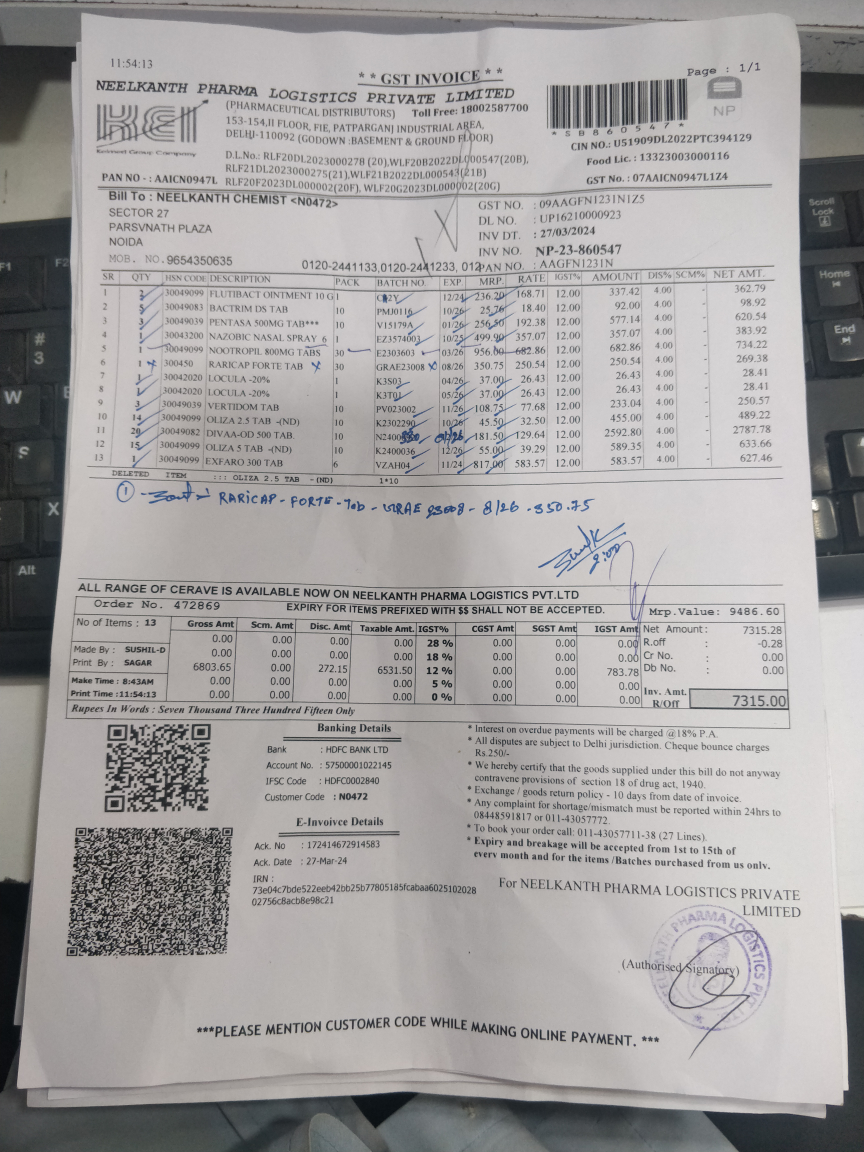 11:54:13
** GST INVOICE **
Page : 1/1
NEELKANTH PHARMA LOGISTICS PRIVATE LIMITED
KEI
Keimed Group Company
(PHARMACEUTICAL DISTRIBUTORS) Toll Free: 18002587700
153-154,II FLOOR, FIE, PATPARGANJ INDUSTRIAL AREA,
DELHI-110092 (GODOWN :BASEMENT & GROUND FLOOR)
D.L.No.: RLF20DL2023000278 (20),WLF20B2022DL000547(20B),
RLF21DL2023000275(21),WLF21B2022DL000543(21B)
PAN NO- : AAICN0947L RLF20F2023DL000002(20F), WLF20G2023DL000002(20G)
NP
*58860547*
CIN NO.: U51909DL2022PTC394129
Food Lic. : 13323003000116
GST No. : 07AAICN0947L1Z4
Bill To : NEELKANTH CHEMIST <N0472>
SECTOR 27
PARSVNATH PLAZA
NOIDA
MOB. NO.9654350635
0120-2441133,0120-2441233, 012
GST NO. : 09AAGFN1231N1Z5
DL NO. : UP16210000923
INV DT. : 27/03/2024
INV NO. NP-23-860547
PAN NO. : AAGFN1231N
SR QTY HSN CODE DESCRIPTION PACK BATCH NO. EXP MRP RATE IGST% AMOUNT DIS% SCM% NET AMT.
1 2 30049099 FLUTIBACT OINTMENT 10 G 1 12/24 236.20 168.71 12.00 337.42 4.00 - 362.79
2 5 30049083 BACTRIM DS TAB 10 PMJ0116 10/26 25.76 18.40 12.00 92.00 4.00 - 98.92
3 3 30049039 PENTASA 500MG TAB*** 10 V15179A 01/26 256.50 192.38 12.00 577.14 4.00 - 620.54
4 1 30043200 NAZOBIC NASAL SPRAY 6 1 EZ3574003 10/25 499.90 357.07 12.00 357.07 4.00 - 383.92
5 1 30049099 NOOTROPIL 800MG TABS 30 E2303603 03/26 956.00 682.86 12.00 682.86 4.00 - 734.22
6 1 300450 RARICAP FORTE TAB 30 GRAE23008 08/26 350.75 250.54 12.00 250.54 4.00 - 269.38
7 1 30042020 LOCULA -20% 1 K3S03 04/26 37.00 26.43 12.00 26.43 4.00 - 28.41
8 1 30042020 LOCULA -20% 1 K3T01 05/26 37.00 26.43 12.00 26.43 4.00 - 28.41
9 3 30049039 VERTIDOM TAB 10 PV023002 11/26 108.75 77.68 12.00 233.04 4.00 - 250.57
10 14 30049099 OLIZA 2.5 TAB -(ND) 10 K2302290 10/26 45.50 32.50 12.00 455.00 4.00 - 489.22
11 20 30049082 DIVAA-OD 500 TAB. 10 181.50 129.64 12.00 2592.80 4.00 - 2787.78
12 15 30049099 OLIZA 5 TAB -(ND) 10 K2400036 12/26 55.00 39.29 12.00 589.35 4.00 - 633.66
13 1 30049099 EXFARO 300 TAB 6 VZAH04 11/24 817.00 583.57 12.00 583.57 4.00 - 627.46
DELETED ITEM ::: OLIZA 2.5 TAB -(ND) 1*10
① RARICAP - FORTE - Tab - GRAE 23008 - 8/26 - 350.75
ALL RANGE OF CERAVE IS AVAILABLE NOW ON NEELKANTH PHARMA LOGISTICS PVT.LTD
Order No. 472869 EXPIRY FOR ITEMS PREFIXED WITH $$ SHALL NOT BE ACCEPTED. Mrp.Value: 9486.60
No of Items : 13
Made By : SUSHIL-D
Print By : SAGAR
Make Time : 8:43AM
Print Time :11:54:13
Gross Amt Scm. Amt Disc. Amt Taxable Amt. IGST% CGST Amt SGST Amt IGST Amt
0.00 0.00 0.00 0.00 28 % 0.00 0.00 0.00
0.00 0.00 0.00 0.00 18 % 0.00 0.00 0.00
6803.65 0.00 272.15 6531.50 12 % 0.00 0.00 783.78
0.00 0.00 0.00 0.00 5 % 0.00 0.00 0.00
0.00 0.00 0.00 0.00 0 % 0.00 0.00 0.00
Net Amount : 7315.28
R.off : -0.28
Cr No. : 0.00
Db No. : 0.00
Inv. Amt. R/Off 7315.00
Rupees In Words : Seven Thousand Three Hundred Fifteen Only
Banking Details
Bank : HDFC BANK LTD
Account No. : 57500001022145
IFSC Code : HDFC0002840
Customer Code : N0472
E-Invoivce Details
Ack. No : 172414672914583
Ack. Date : 27-Mar-24
IRN :
73e04c7bde522eeb42bb25b77805185fcabaa6025102028
02756c8acb8e98c21
* Interest on overdue payments will be charged @18% P.A.
* All disputes are subject to Delhi jurisdiction. Cheque bounce charges
Rs.250/-
* We hereby certify that the goods supplied under this bill do not anyway
contravene provisions of section 18 of drug act, 1940.
* Exchange / goods return policy - 10 days from date of invoice.
* Any complaint for shortage/mismatch must be reported within 24hrs to
08448591817 or 011-43057772.
* To book your order call: 011-43057711-38 (27 Lines).
* Expiry and breakage will be accepted from 1st to 15th of
every month and for the items /Batches purchased from us only.
For NEELKANTH PHARMA LOGISTICS PRIVATE
LIMITED
NEELKANTH PHARMA LOGISTICS PVT. LTD
(Authorised Signatory)
***PLEASE MENTION CUSTOMER CODE WHILE MAKING ONLINE PAYMENT. ***
F1
F2
#
3
W
S
X
Alt
Scroll
Lock
Home
End